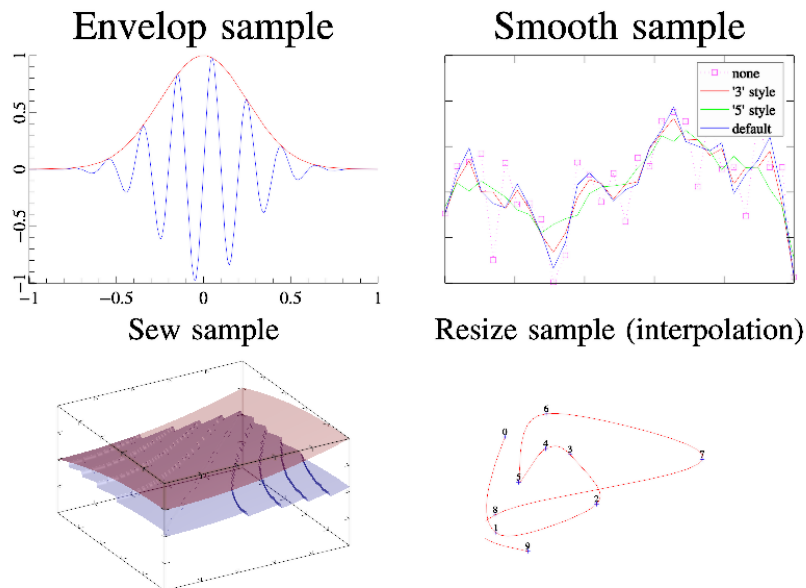 Envelop sample
1
0.5
0
−0.5
−1
−1
−0.5
0
0.5
1
Smooth sample
none
'3' style
'5' style
default
Sew sample
Resize sample (interpolation)
0
6
4
3
7
5
2
8
1
9